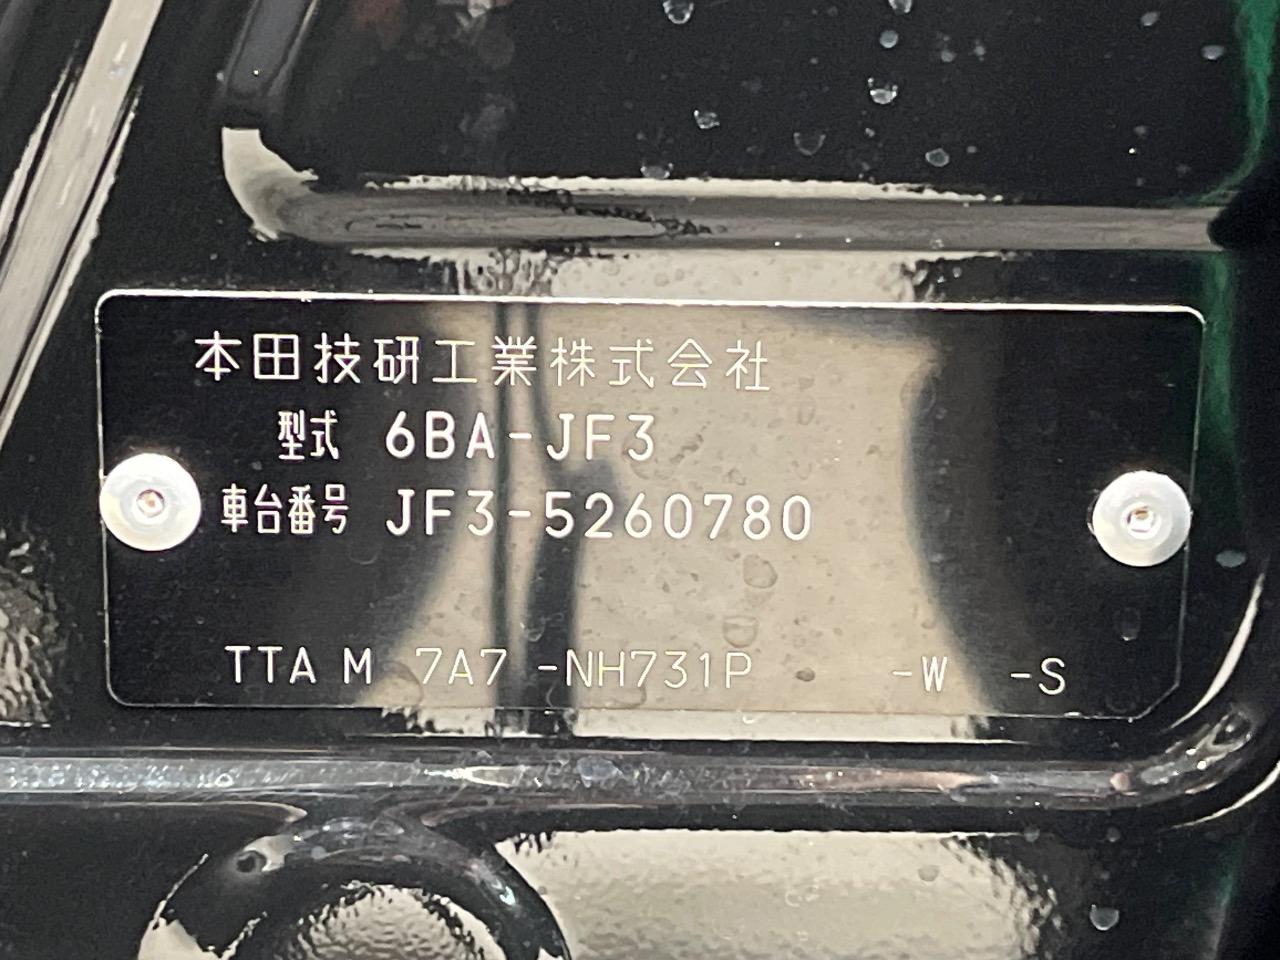 本田技研工業株式会社
型式 6BA-JF3
車台番号 JF3-5260780
TTA M 7A7 -NH731P -W -S